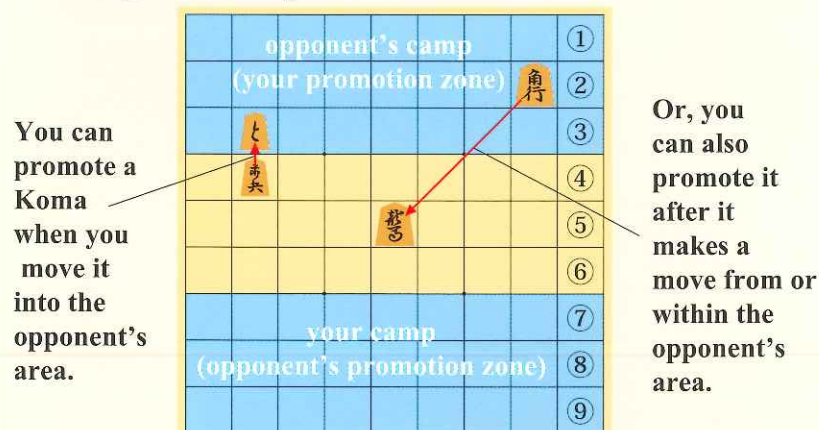 opponent's camp
(your promotion zone)
①
②
③
④
⑤
⑥
⑦
⑧
⑨
角行
と
歩兵
龍馬
You can
promote a
Koma
when you
move it
into the
opponent's
area.
Or, you
can also
promote it
after it
makes a
move from or
within the
opponent's
area.
your camp
(opponent's promotion zone)